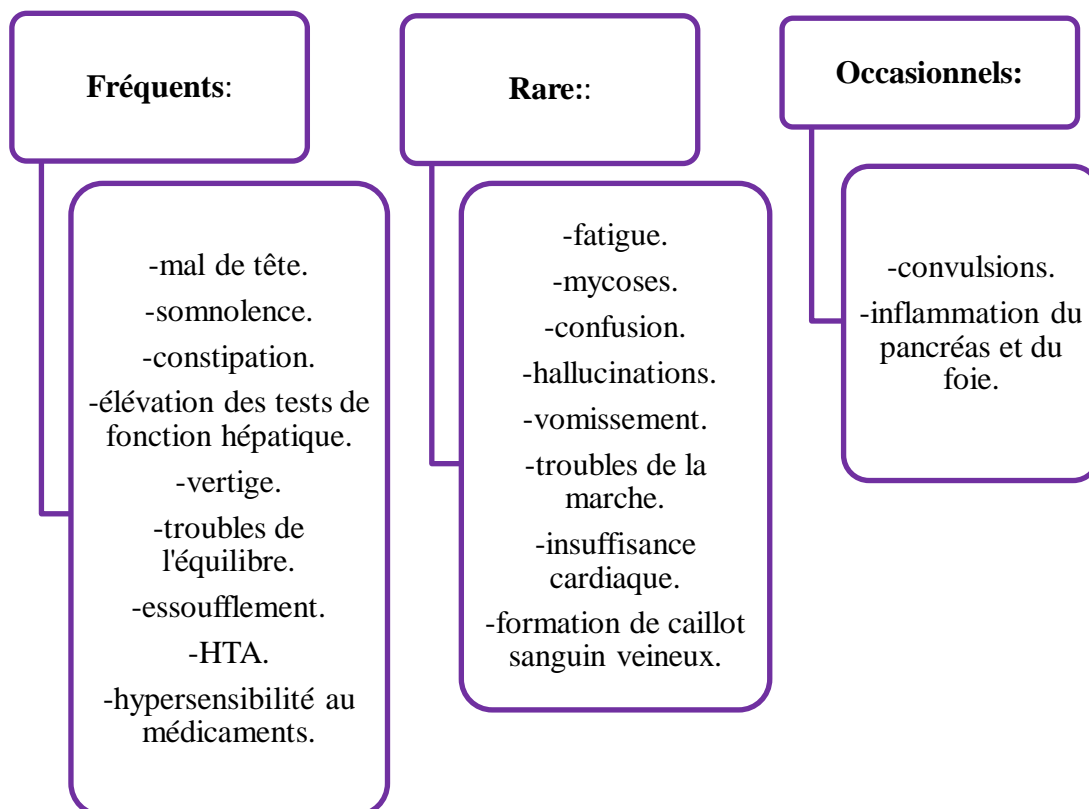 Fréquents:
-mal de tête.
-somnolence.
-constipation.
-élévation des tests de
fonction hépatique.
-vertige.
-troubles de
l'équilibre.
-essoufflement.
-HTA.
-hypersensibilité au
médicaments.
Rare::
-fatigue.
-mycoses.
-confusion.
-hallucinations.
-vomissement.
-troubles de la
marche.
-insuffisance
cardiaque.
-formation de caillot
sanguin veineux.
Occasionnels:
-convulsions.
-inflammation du
pancréas et du
foie.